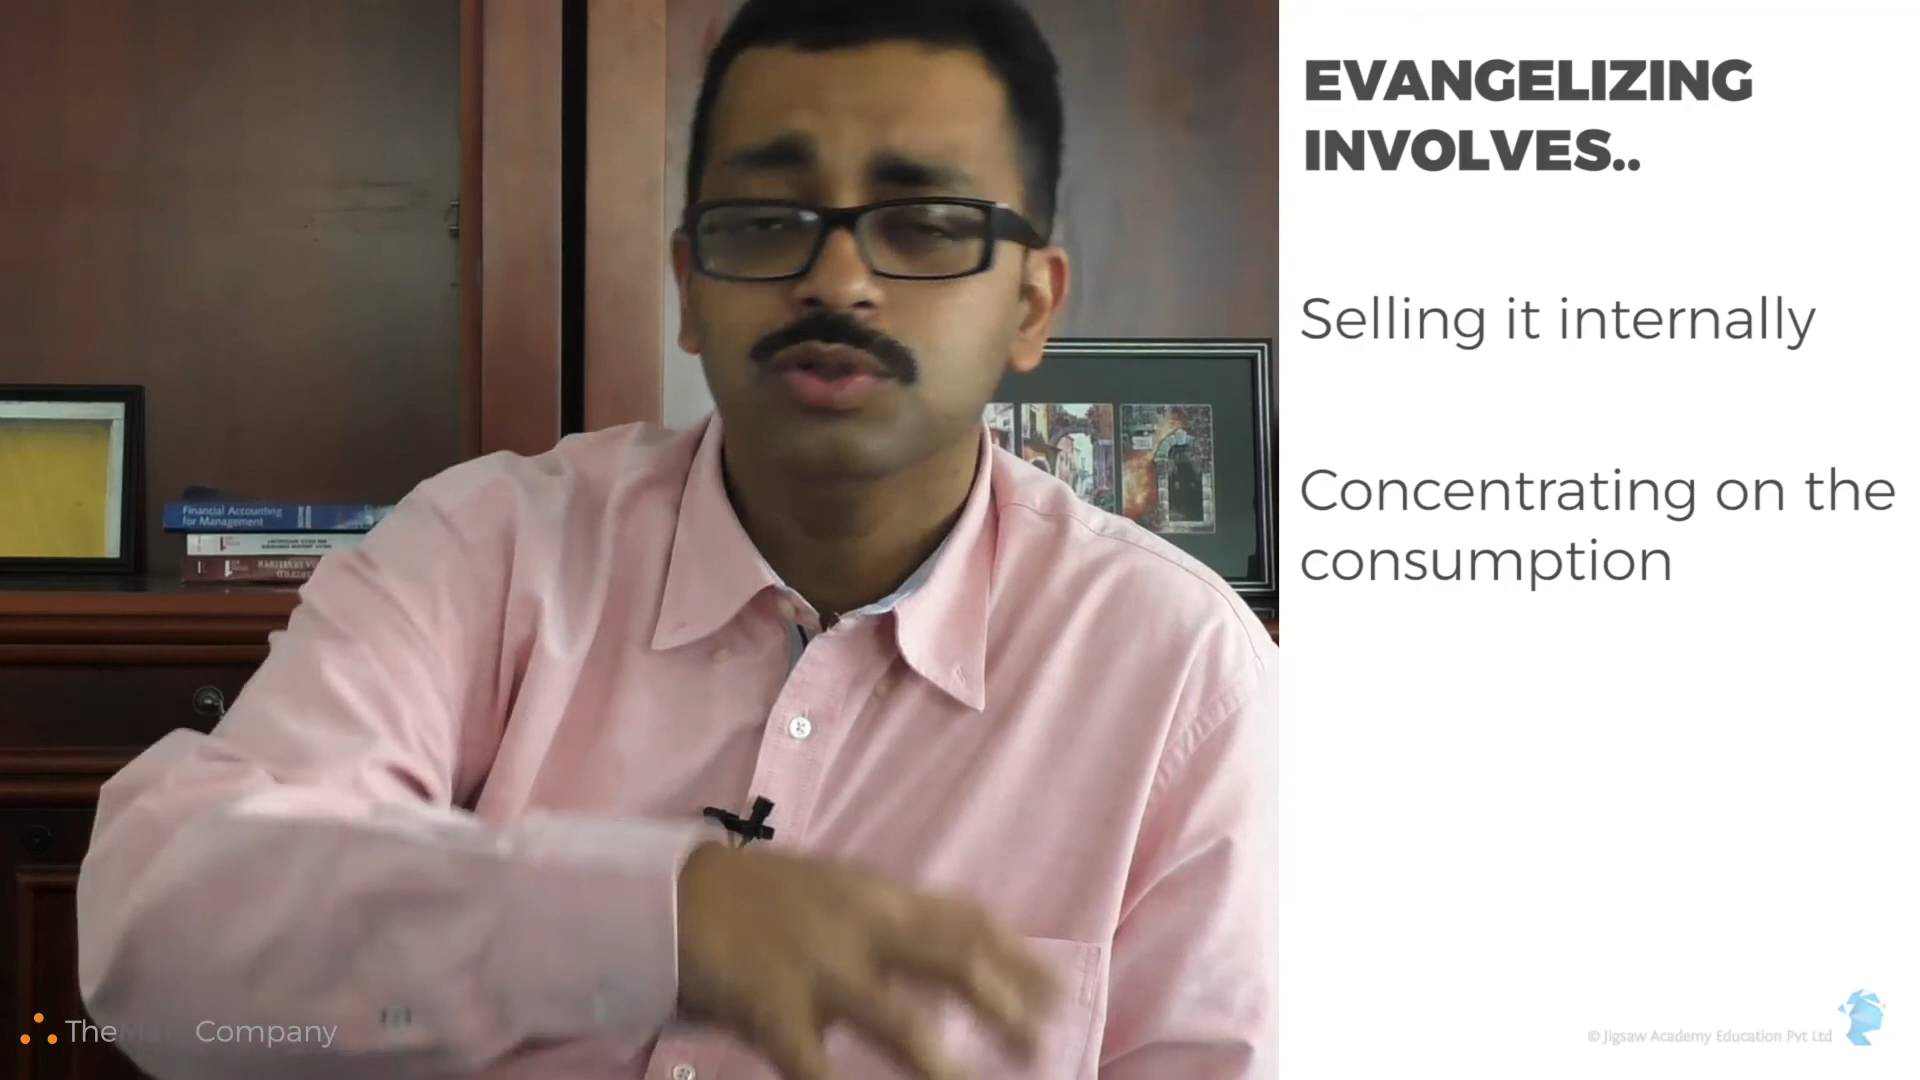 EVANGELIZING
INVOLVES..
Selling it internally
Concentrating on the
consumption
Financial Accounting
for Management
The Company
© Jigsaw Academy Education Pvt Ltd